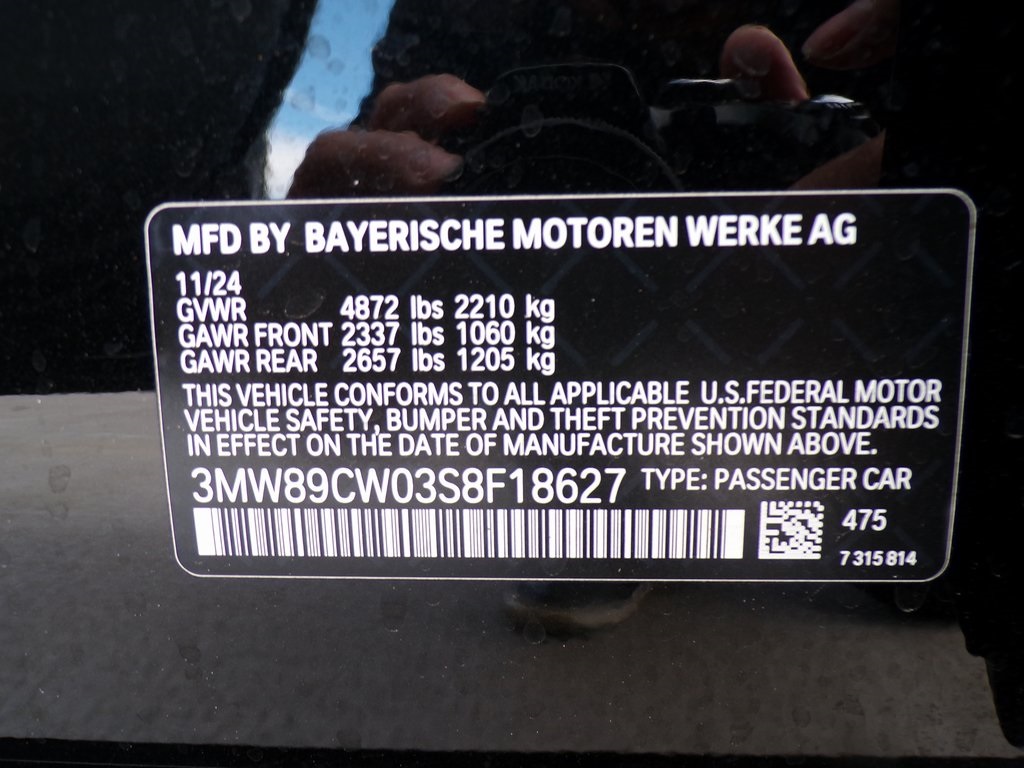 MFD BY BAYERISCHE MOTOREN WERKE AG
11/24
GVWR 4872 lbs 2210 kg
GAWR FRONT 2337 lbs 1060 kg
GAWR REAR 2657 lbs 1205 kg
THIS VEHICLE CONFORMS TO ALL APPLICABLE U.S.FEDERAL MOTOR
VEHICLE SAFETY, BUMPER AND THEFT PREVENTION STANDARDS
IN EFFECT ON THE DATE OF MANUFACTURE SHOWN ABOVE.
3MW89CW03S8F18627 TYPE: PASSENGER CAR
475
7 315 814